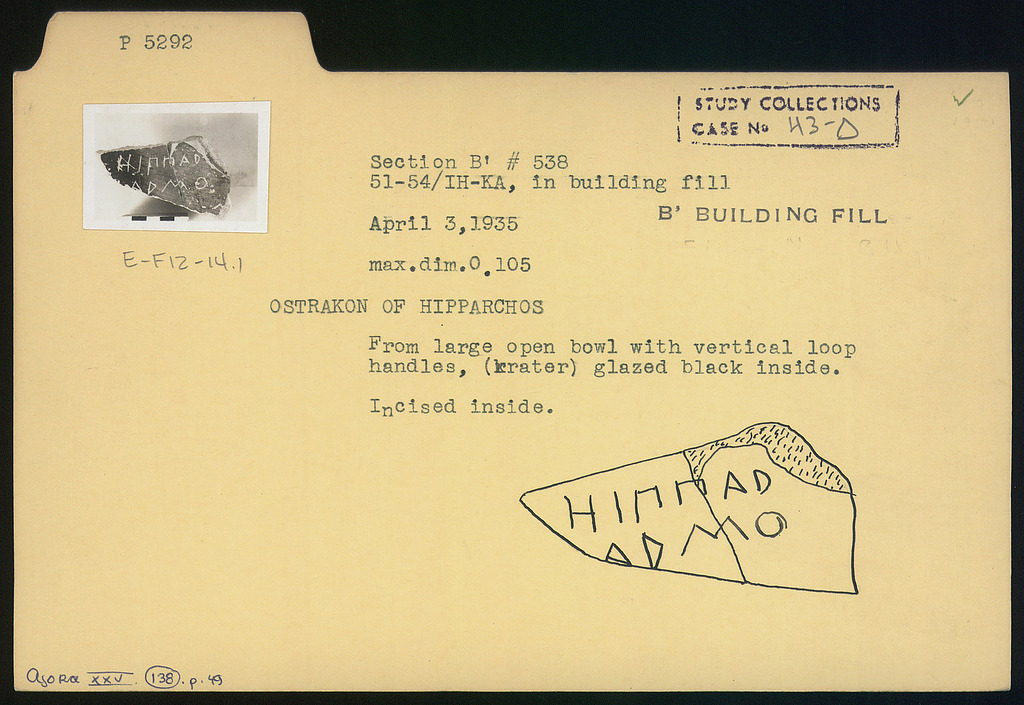 P 5292
STUDY COLLECTIONS
CASE No 43-D
Section B' # 538
51-54/IH-KA, in building fill
B' BUILDING FILL
April 3,1935
E-F12-14.1
max.dim.0.105
OSTRAKON OF HIPPARCHOS
From large open bowl with vertical loop
handles, (krater) glazed black inside.
Incised inside.
HIΠΠAD
ADMO
HIΠΠAD
ADMO
Agora XXV. 138. p. 49